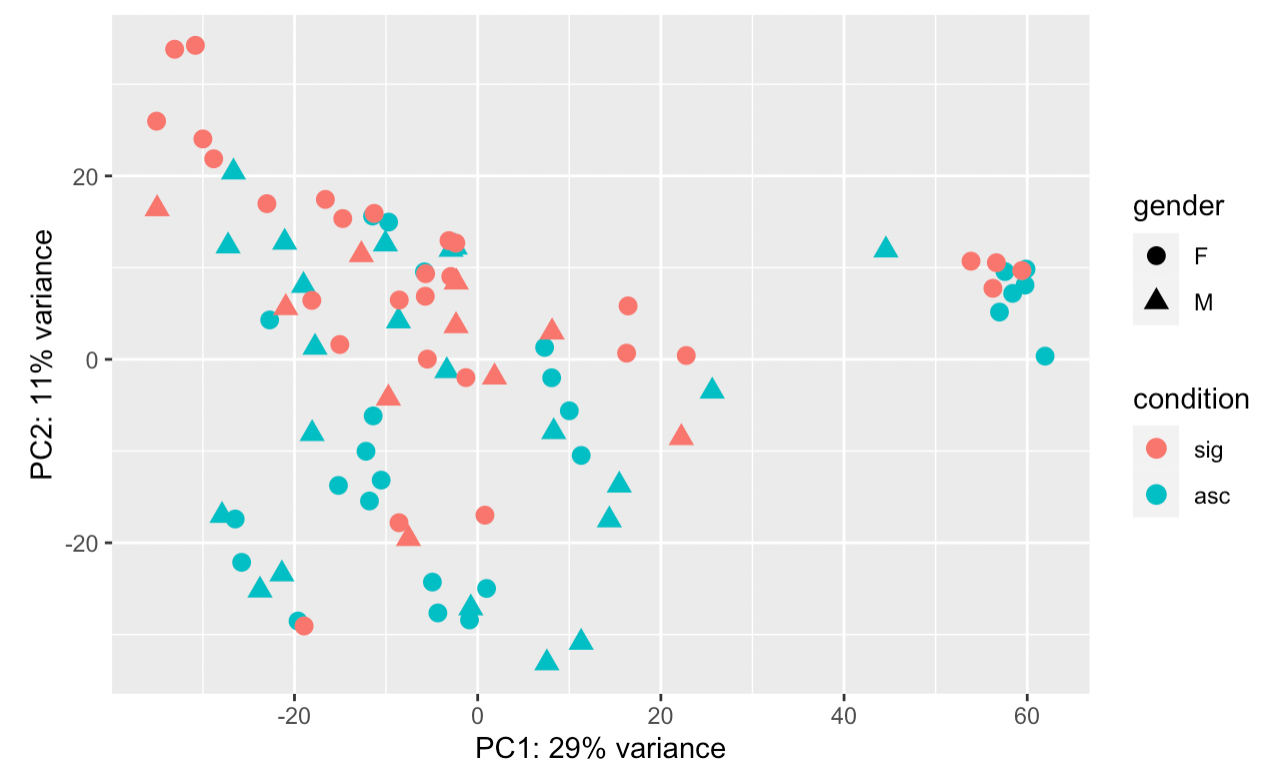 20
0
-20
PC2: 11% variance
-20
0
20
40
60
PC1: 29% variance
gender
F
M
condition
sig
asc